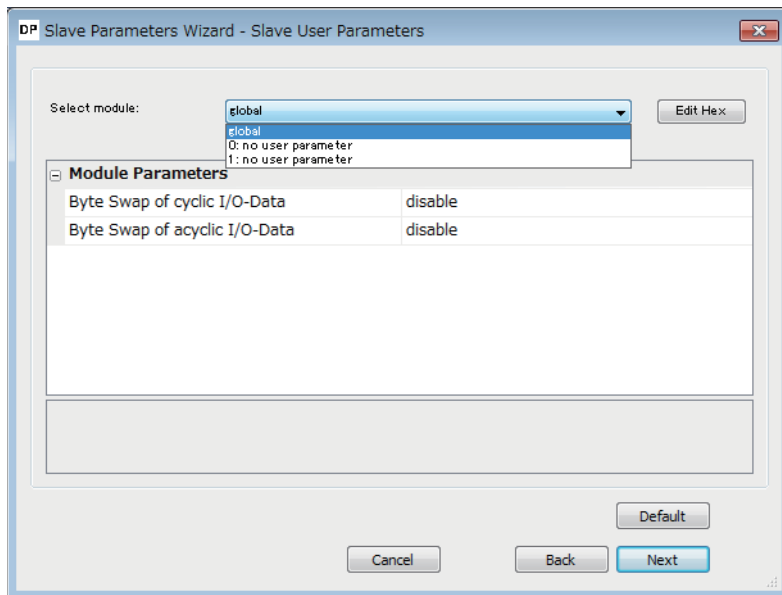 DP Slave Parameters Wizard - Slave User Parameters
Select module:
global
Edit Hex
global
0: no user parameter
1: no user parameter
Module Parameters
Byte Swap of cyclic I/O-Data disable
Byte Swap of acyclic I/O-Data disable
Default
Cancel Back Next